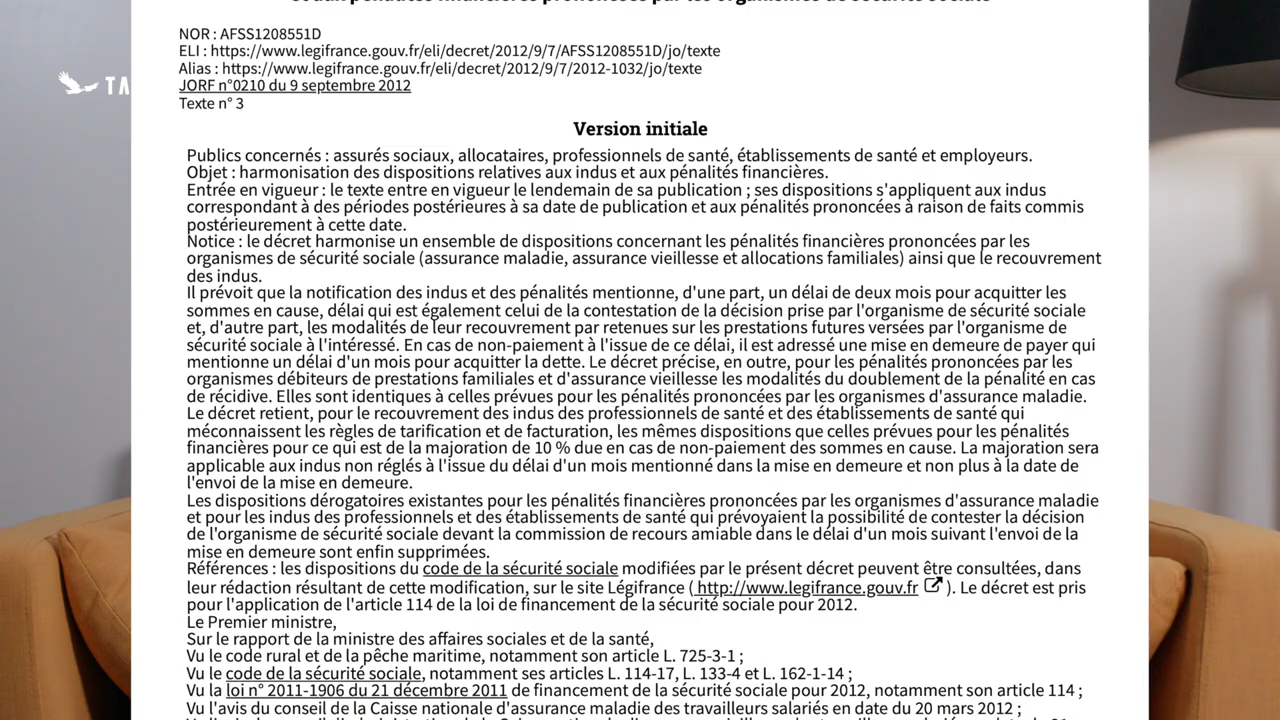 et aux pénalités financières prononcées par les organismes de sécurité sociale
NOR : AFSS1208551D
ELI : https://www.legifrance.gouv.fr/eli/decret/2012/9/7/AFSS1208551D/jo/texte
Alias : https://www.legifrance.gouv.fr/eli/decret/2012/9/7/2012-1032/jo/texte
JORF n°0210 du 9 septembre 2012
TA
Texte n° 3
Version initiale
Publics concernés : assurés sociaux, allocataires, professionnels de santé, établissements de santé et employeurs.
Objet : harmonisation des dispositions relatives aux indus et aux pénalités financières.
Entrée en vigueur : le texte entre en vigueur le lendemain de sa publication ; ses dispositions s'appliquent aux indus
correspondant à des périodes postérieures à sa date de publication et aux pénalités prononcées à raison de faits commis
postérieurement à cette date.
Notice : le décret harmonise un ensemble de dispositions concernant les pénalités financières prononcées par les
organismes de sécurité sociale (assurance maladie, assurance vieillesse et allocations familiales) ainsi que le recouvrement
des indus.
Il prévoit que la notification des indus et des pénalités mentionne, d'une part, un délai de deux mois pour acquitter les
sommes en cause, délai qui est également celui de la contestation de la décision prise par l'organisme de sécurité sociale
et, d'autre part, les modalités de leur recouvrement par retenues sur les prestations futures versées par l'organisme de
sécurité sociale à l'intéressé. En cas de non-paiement à l'issue de ce délai, il est adressé une mise en demeure de payer qui
mentionne un délai d'un mois pour acquitter la dette. Le décret précise, en outre, pour les pénalités prononcées par les
organismes débiteurs de prestations familiales et d'assurance vieillesse les modalités du doublement de la pénalité en cas
de récidive. Elles sont identiques à celles prévues pour les pénalités prononcées par les organismes d'assurance maladie.
Le décret retient, pour le recouvrement des indus des professionnels de santé et des établissements de santé qui
méconnaissent les règles de tarification et de facturation, les mêmes dispositions que celles prévues pour les pénalités
financières pour ce qui est de la majoration de 10 % due en cas de non-paiement des sommes en cause. La majoration sera
applicable aux indus non réglés à l'issue du délai d'un mois mentionné dans la mise en demeure et non plus à la date de
l'envoi de la mise en demeure.
Les dispositions dérogatoires existantes pour les pénalités financières prononcées par les organismes d'assurance maladie
et pour les indus des professionnels et des établissements de santé qui prévoyaient la possibilité de contester la décision
de l'organisme de sécurité sociale devant la commission de recours amiable dans le délai d'un mois suivant l'envoi de la
mise en demeure sont enfin supprimées.
Références : les dispositions du code de la sécurité sociale modifiées par le présent décret peuvent être consultées, dans
leur rédaction résultant de cette modification, sur le site Légifrance ( http://www.legifrance.gouv.fr ). Le décret est pris
pour l'application de l'article 114 de la loi de financement de la sécurité sociale pour 2012.
Le Premier ministre,
Sur le rapport de la ministre des affaires sociales et de la santé,
Vu le code rural et de la pêche maritime, notamment son article L. 725-3-1 ;
Vu le code de la sécurité sociale, notamment ses articles L. 114-17, L. 133-4 et L. 162-1-14 ;
Vu la loi n° 2011-1906 du 21 décembre 2011 de financement de la sécurité sociale pour 2012, notamment son article 114 ;
Vu l'avis du conseil de la Caisse nationale d'assurance maladie des travailleurs salariés en date du 20 mars 2012 ;